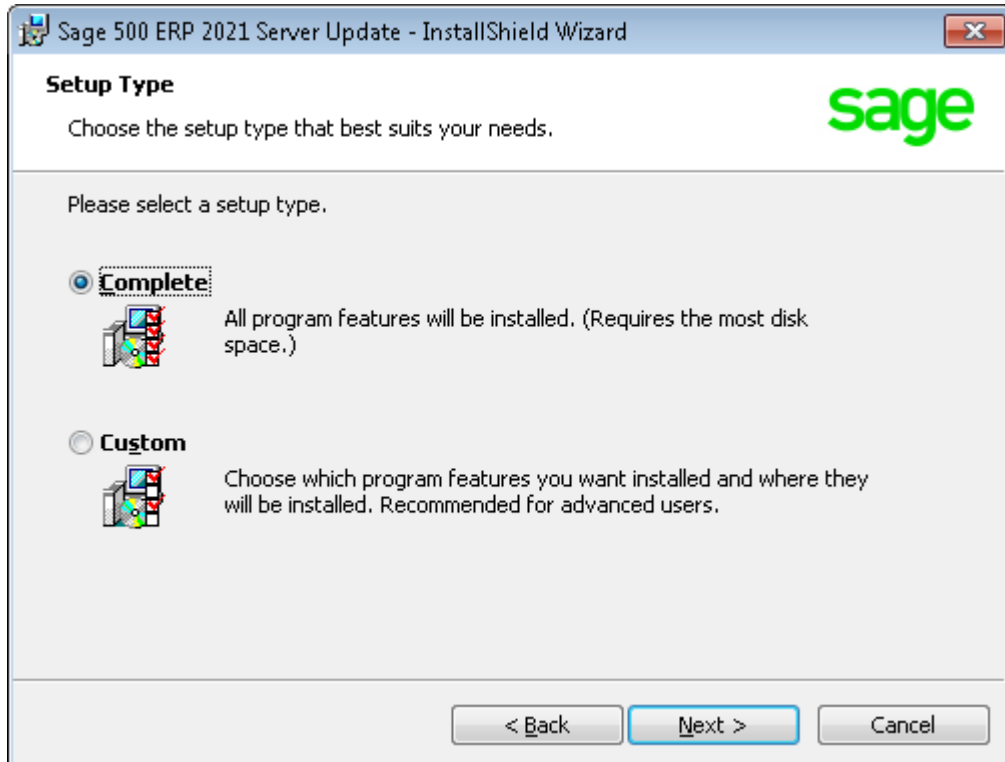 Sage 500 ERP 2021 Server Update - InstallShield Wizard
Setup Type
Choose the setup type that best suits your needs.
sage
Please select a setup type.
Complete
All program features will be installed. (Requires the most disk
space.)
Custom
Choose which program features you want installed and where they
will be installed. Recommended for advanced users.
< Back
Next >
Cancel